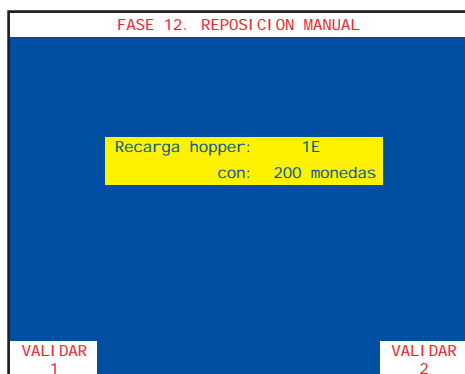 FASE 12. REPOSICION MANUAL
Recarga hopper: 1E
con: 200 monedas
VALIDAR VALIDAR
1 2